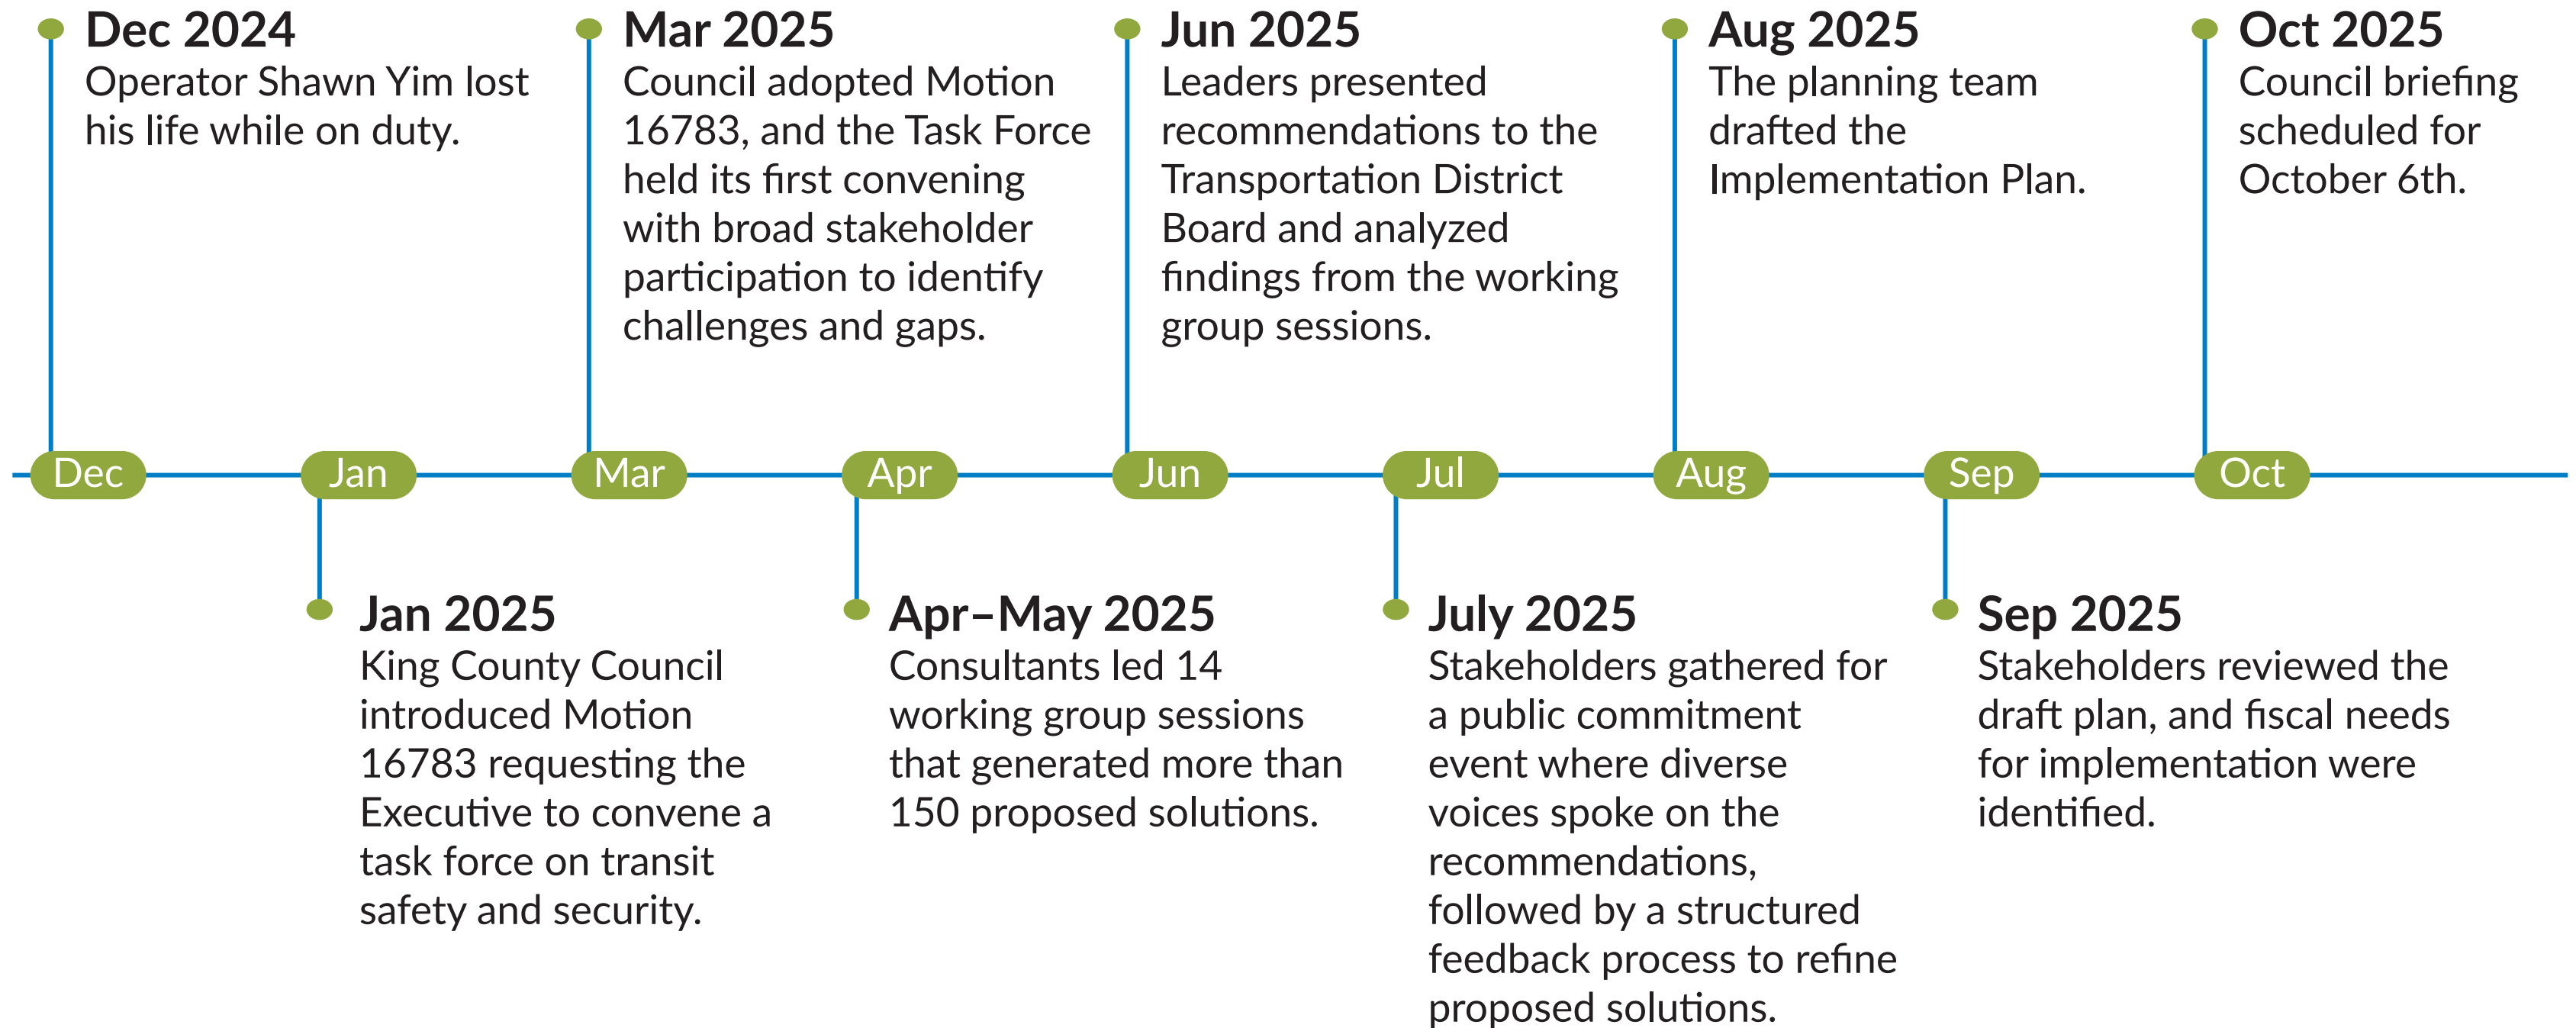 Dec 2024
Operator Shawn Yim lost
his life while on duty.
Mar 2025
Council adopted Motion
16783, and the Task Force
held its first convening
with broad stakeholder
participation to identify
challenges and gaps.
Jun 2025
Leaders presented
recommendations to the
Transportation District
Board and analyzed
findings from the working
group sessions.
Aug 2025
The planning team
drafted the
Implementation Plan.
Oct 2025
Council briefing
scheduled for
October 6th.
Dec
Jan
Mar
Apr
Jun
Jul
Aug
Sep
Oct
Jan 2025
King County Council
introduced Motion
16783 requesting the
Executive to convene a
task force on transit
safety and security.
Apr–May 2025
Consultants led 14
working group sessions
that generated more than
150 proposed solutions.
July 2025
Stakeholders gathered for
a public commitment
event where diverse
voices spoke on the
recommendations,
followed by a structured
feedback process to refine
proposed solutions.
Sep 2025
Stakeholders reviewed the
draft plan, and fiscal needs
for implementation were
identified.